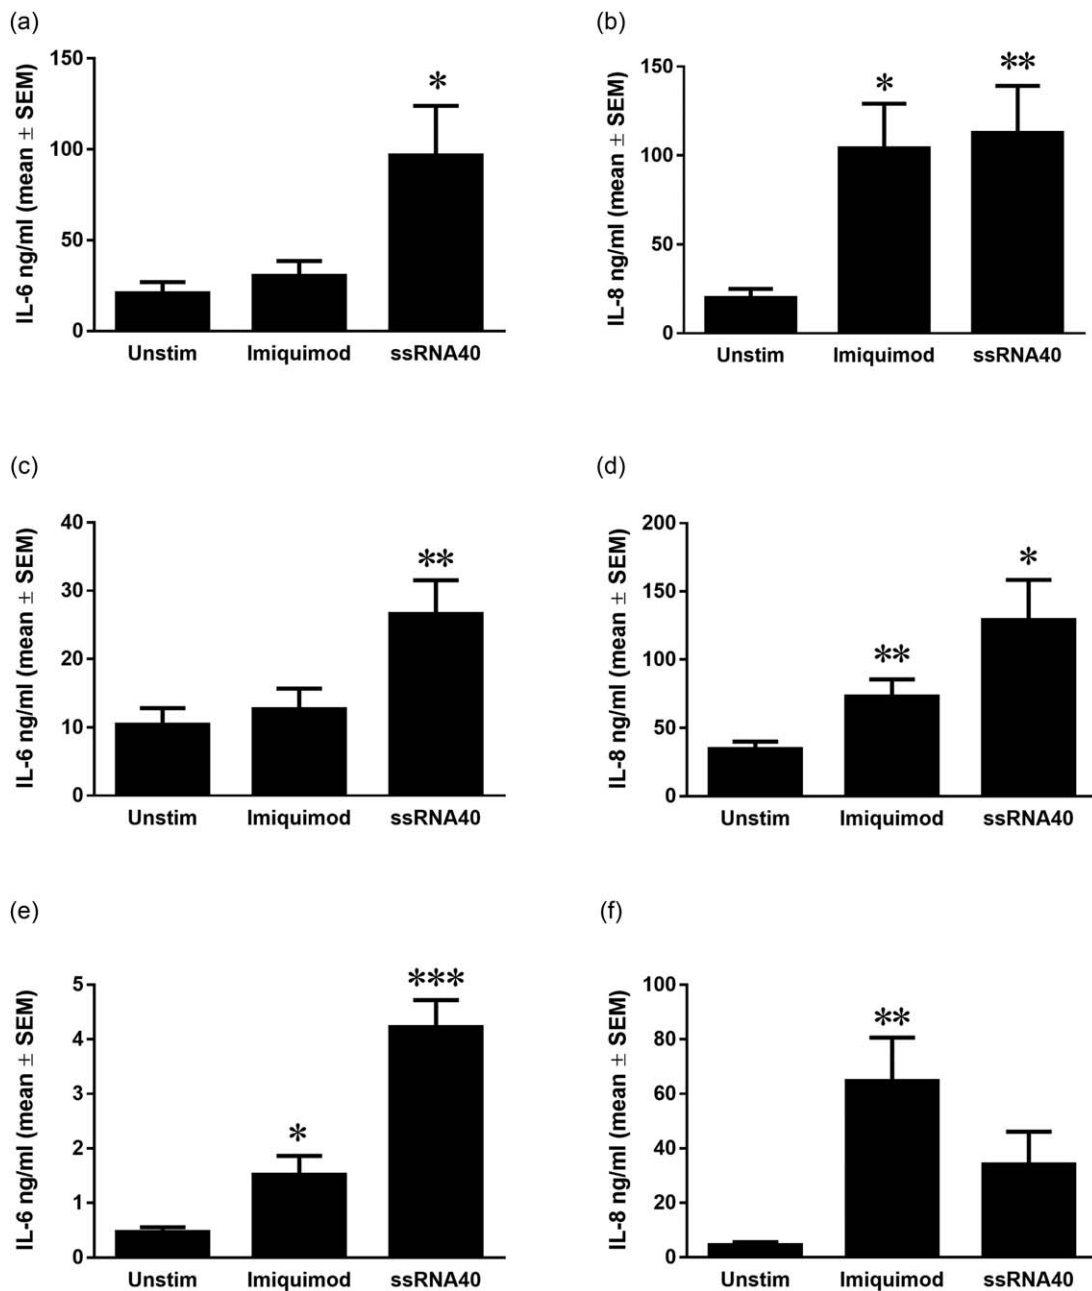 (a)
(b)
IL-6 ng/ml (mean ± SEM)
150
100
50
0
*
Unstim Imiquimod ssRNA40
IL-8 ng/ml (mean ± SEM)
150
100
50
0
*
**
Unstim Imiquimod ssRNA40
(c)
(d)
IL-6 ng/ml (mean ± SEM)
40
30
20
10
0
**
Unstim Imiquimod ssRNA40
IL-8 ng/ml (mean ± SEM)
200
150
100
50
0
**
*
Unstim Imiquimod ssRNA40
(e)
(f)
IL-6 ng/ml (mean ± SEM)
5
4
3
2
1
0
*
***
Unstim Imiquimod ssRNA40
IL-8 ng/ml (mean ± SEM)
100
80
60
40
20
0
**
Unstim Imiquimod ssRNA40